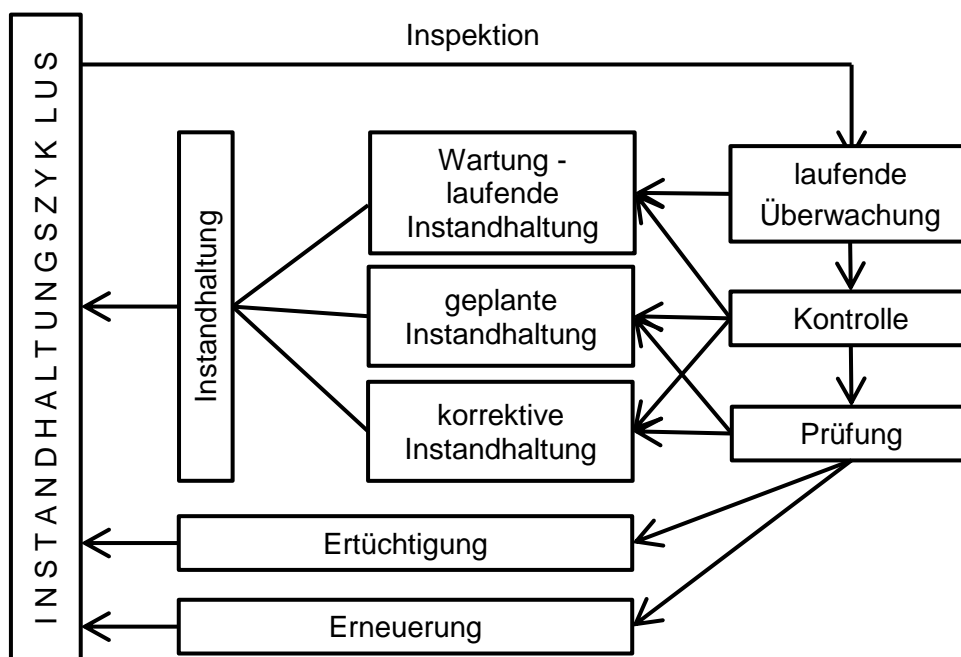 INSTANDHALTUNGSZYKLUS
Inspektion
Instandhaltung
Wartung -
laufende
Instandhaltung
geplante
Instandhaltung
korrektive
Instandhaltung
laufende
Überwachung
Kontrolle
Prüfung
Ertüchtigung
Erneuerung